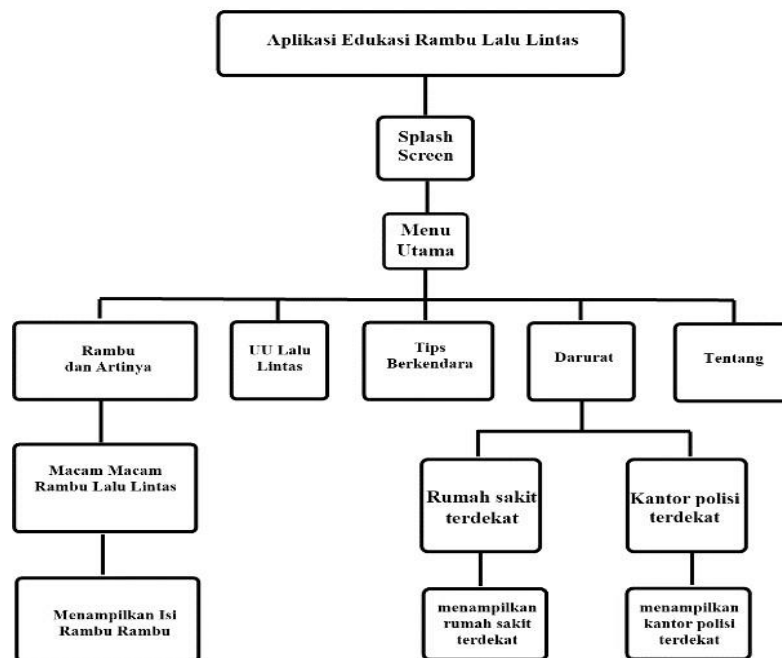 Aplikasi Edukasi Rambu Lalu Lintas
Splash
Screen
Menu
Utama
Rambu
dan Artinya
UU Lalu
Lintas
Tips
Berkendara
Darurat
Tentang
Macam Macam
Rambu Lalu Lintas
Rumah sakit
terdekat
Kantor polisi
terdekat
Menampilkan Isi
Rambu Rambu
menampilkan
rumah sakit
terdekat
menampilkan
kantor polisi
terdekat